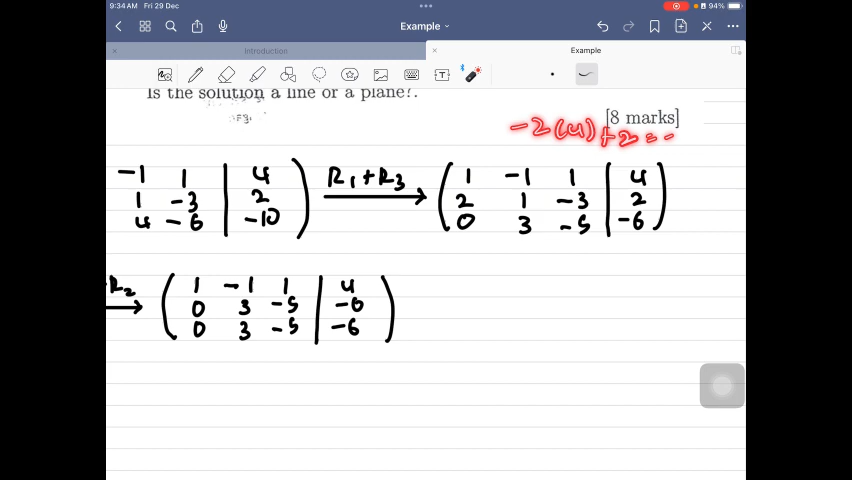 9:34 AM Fri 29 Dec
94%
Example
Introduction
Example
Is the solution a line or a plane?.
[8 marks]
-2(4)+2=-
-1 1 4
1 -3 2
4 -6 -10
R1+R3
1 -1 1 4
2 1 -3 2
0 3 -5 -6
R2
1 -1 1 4
0 3 -5 -6
0 3 -5 -6